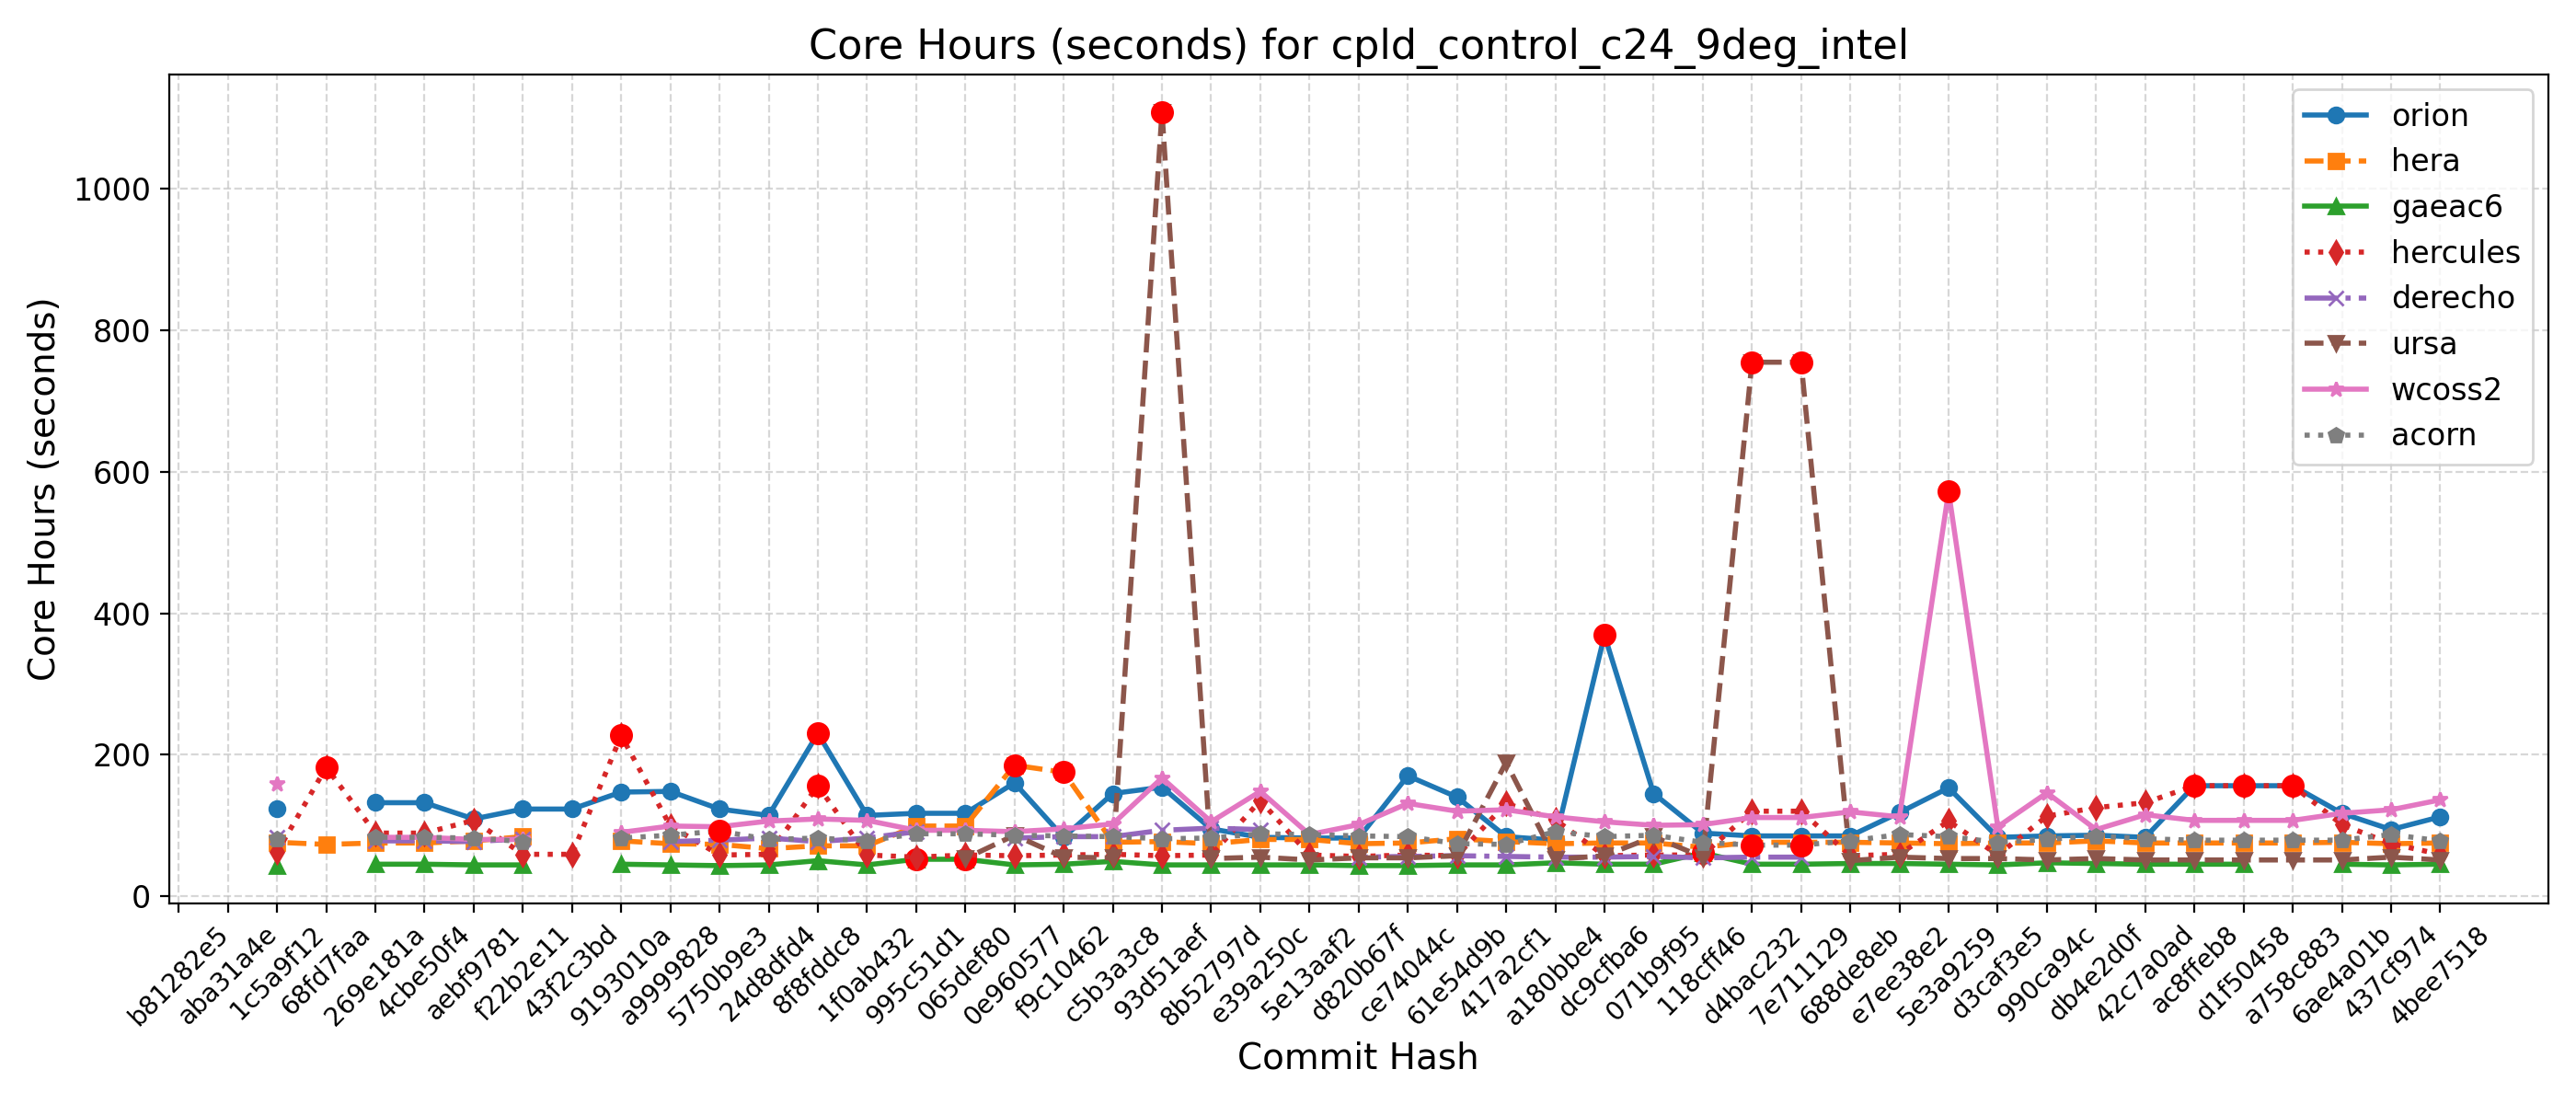 Core Hours (seconds) for cpld_control_c24_9deg_intel
Core Hours (seconds)
1000
800
600
400
200
0
orion
hera
gaeac6
hercules
derecho
ursa
wcoss2
acorn
b81282e5
aba31a4e
1c5a9f12
68fd7faa
269e181a
4cbe50f4
aebf9781
f22b2e11
43f2c3bd
9193010a
a9999828
5750b9e3
24d8dfd4
8f8fddc8
1f0ab432
995c51d1
065def80
0e960577
f9c10462
c5b3a3c8
93d51aef
8b52797d
e39a250c
5e13aaf2
d820b67f
ce74044c
61e54d9b
417a2cf1
a180bbe4
dc9cfba6
071b9f95
118cff46
d4bac232
7e711129
688de8eb
e7ee38e2
5e3a9259
d3caf3e5
990ca94c
db4e2d0f
42c7a0ad
ac8ffeb8
d1f50458
a758c883
6ae4a01b
437cf974
4bee7518
Commit Hash